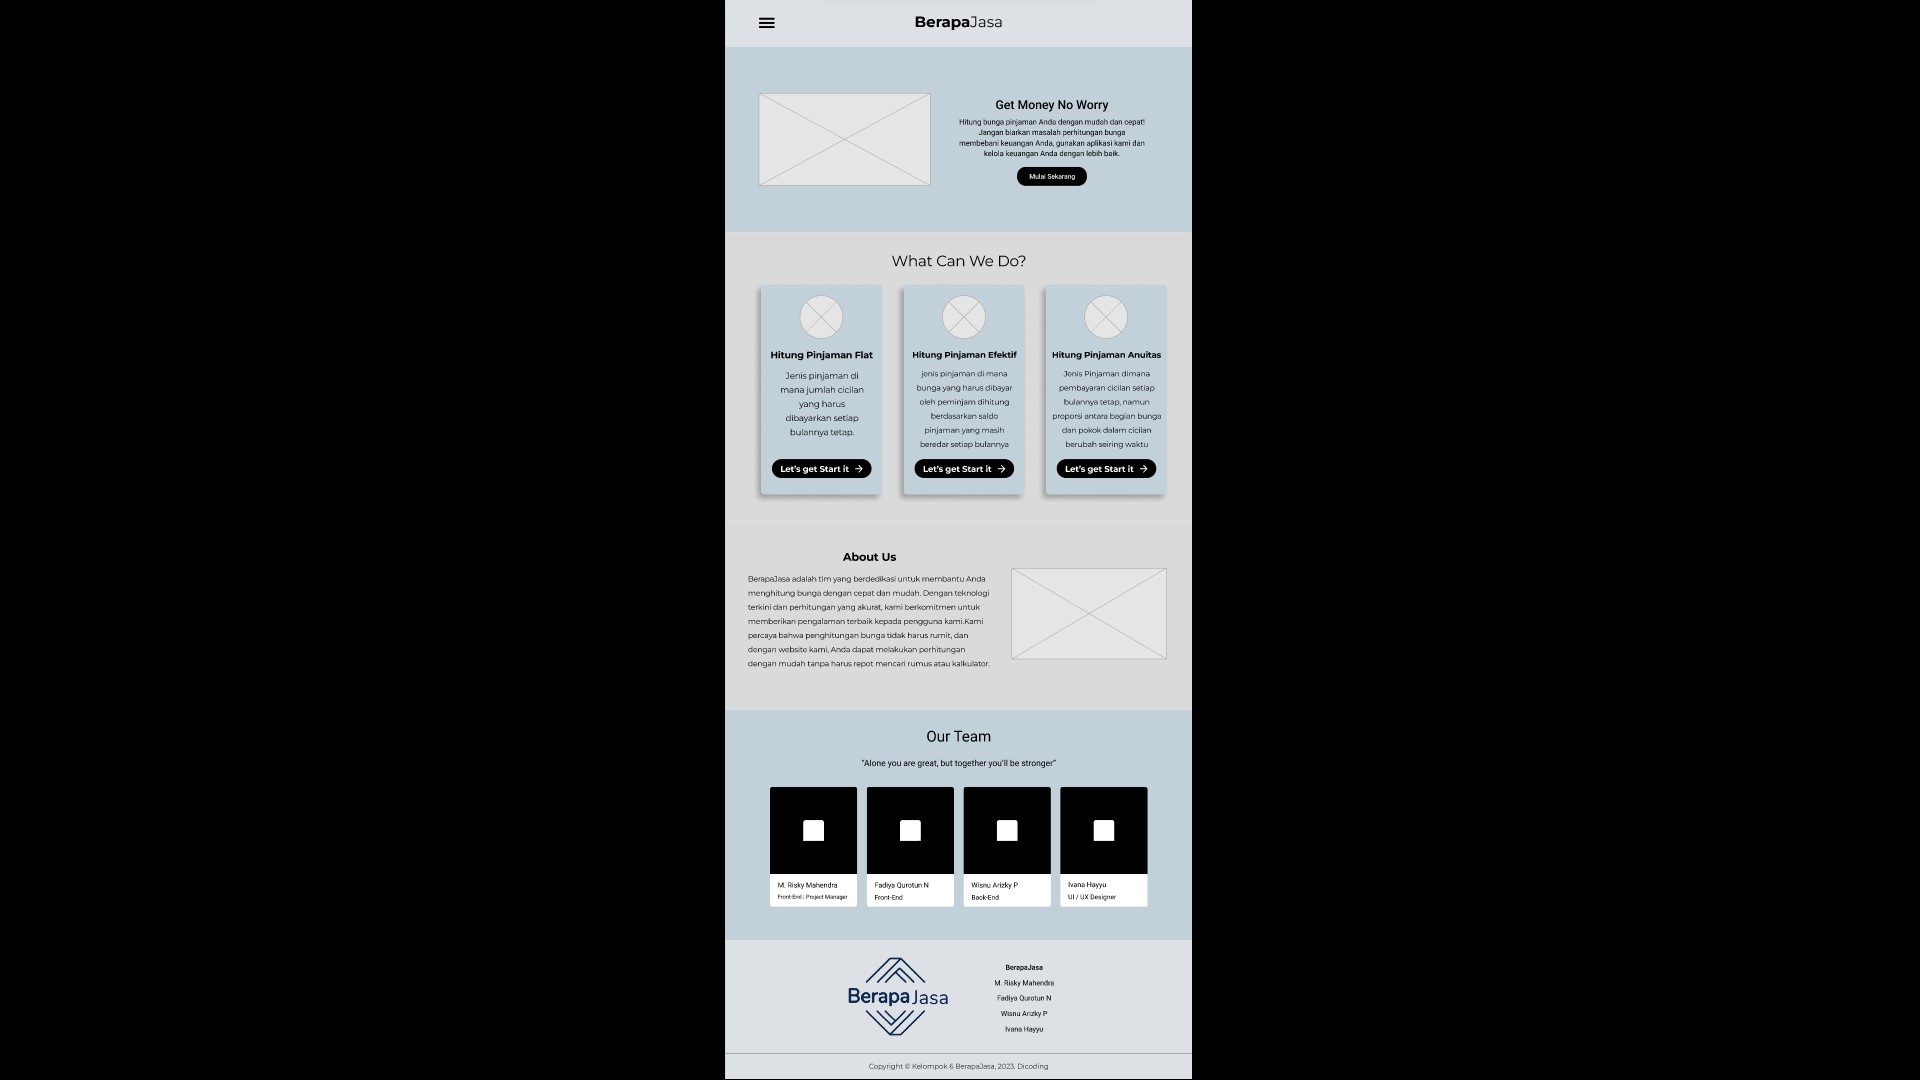 BerapaJasa
Get Money No Worry
Hitung bunga pinjaman Anda dengan mudah dan cepat!
Jangan biarkan masalah perhitungan bunga
membebani keuangan Anda, gunakan aplikasi kami dan
kelola keuangan Anda dengan lebih baik.
Mulai Sekarang
What Can We Do?
Hitung Pinjaman Flat
Jenis pinjaman di
mana jumlah cicilan
yang harus
dibayarkan setiap
bulannya tetap.
Let's get Start it →
Hitung Pinjaman Efektif
jenis pinjaman di mana
bunga yang harus dibayar
oleh peminjam dihitung
berdasarkan saldo
pinjaman yang masih
beredar setiap bulannya
Let's get Start it →
Hitung Pinjaman Anuitas
Jenis Pinjaman dimana
pembayaran cicilan setiap
bulannya tetap, namun
proporsi antara bagian bunga
dan pokok dalam cicilan
berubah seiring waktu
Let's get Start it →
About Us
BerapaJasa adalah tim yang berdedikasi untuk membantu Anda
menghitung bunga dengan cepat dan mudah. Dengan teknologi
terkini dan perhitungan yang akurat, kami berkomitmen untuk
memberikan pengalaman terbaik kepada pengguna kami.Kami
percaya bahwa penghitungan bunga tidak harus rumit, dan
dengan website kami, Anda dapat melakukan perhitungan
dengan mudah tanpa harus repot mencari rumus atau kalkulator.
Our Team
“Alone you are great, but together you'll be stronger”
M. Risky Mahendra
Front-End | Project Manager
Fadiya Qurotun N
Front-End
Wisnu Arizky P
Back-End
Ivana Hayyu
UI / UX Designer
Berapa Jasa
BerapaJasa
M. Risky Mahendra
Fadiya Qurotun N
Wisnu Arizky P
Ivana Hayyu
Copyright © Kelompok 6 BerapaJasa, 2023. Dicoding